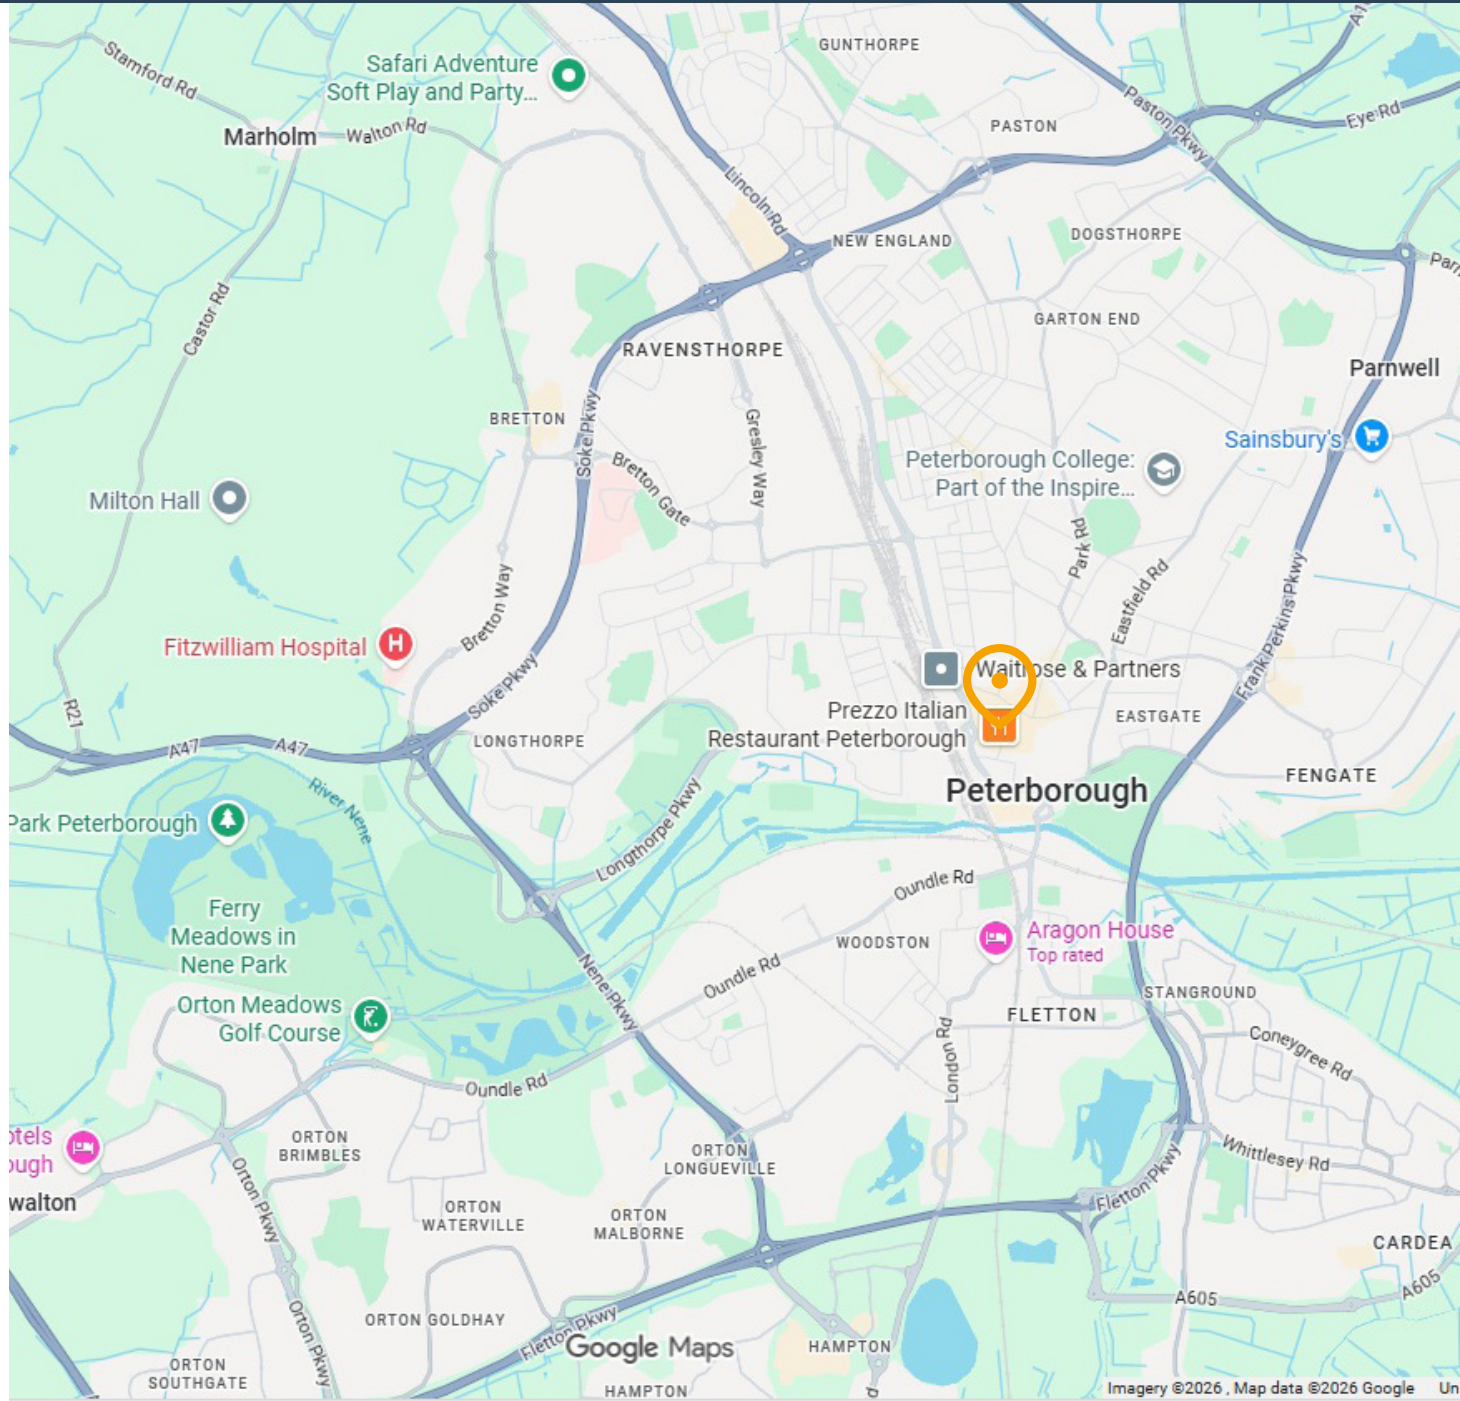 GUNTHORPE
A1
Stamford Rd
Safari Adventure
Soft Play and Party...
Paston Pkwy
Eye Rd
Marholm
Walton Rd
PASTON
Lincoln Rd
NEW ENGLAND
DOGSTHORPE
Castor Rd
GARTON END
RAVENSTHORPE
Parnwell
BRETTON
Soke Pkwy
Gresley Way
Sainsbury's
Peterborough College:
Part of the Inspire...
Bretton Gate
Milton Hall
Park Rd
Eastfield Rd
Frank Perkins Pkwy
Bretton Way
Fitzwilliam Hospital
Waitrose & Partners
Soke Pkwy
R21
Prezzo Italian
Restaurant Peterborough
EASTGATE
A47
A47
LONGTHORPE
FENGATE
River Nene
Peterborough
Park Peterborough
Longthorpe Pkwy
Oundle Rd
Ferry
Meadows in
Nene Park
WOODSTON
Aragon House
Top rated
Nene Pkwy
Oundle Rd
STANGROUND
Orton Meadows
Golf Course
FLETTON
Coneygree Rd
London Rd
Oundle Rd
otels
ough
ORTON
BRIMBLES
ORTON
LONGUEVILLE
Whittlesey Rd
walton
Orton Pkwy
ORTON
WATERVILLE
ORTON
MALBORNE
Fletton Pkwy
CARDEA
A605
A605
Orton Pkwy
ORTON GOLDHAY
Fletton Pkwy
Google Maps
HAMPTON
ORTON
SOUTHGATE
HAMPTON
Imagery ©2026 , Map data ©2026 Google
Un